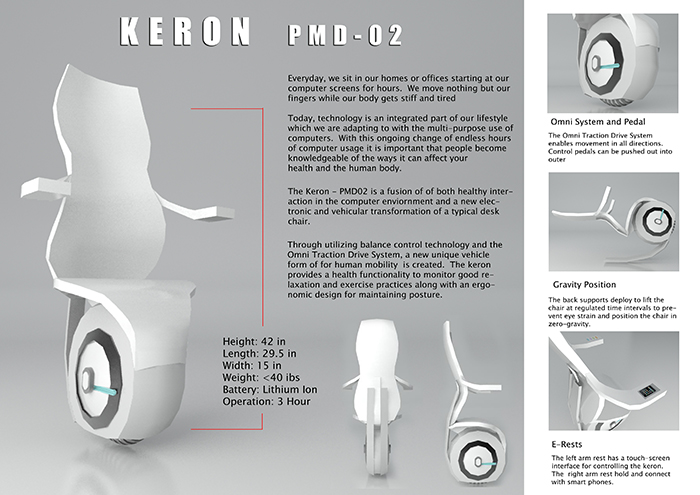 KERON PMD-02
Everyday, we sit in our homes or offices starting at our
computer screens for hours. We move nothing but our
fingers while our body gets stiff and tired
Today, technology is an integrated part of our lifestyle
which we are adapting to with the multi-purpose use of
computers. With this ongoing change of endless hours
of computer usage it is important that people become
knowledgeable of the ways it can affect your
health and the human body.
The Keron - PMD02 is a fusion of of both healthy inter-
action in the computer enviornment and a new elec-
tronic and vehicular transformation of a typical desk
chair.
Through utilizing balance control technology and the
Omni Traction Drive System, a new unique vehicle
form of for human mobility is created. The keron
provides a health functionality to monitor good re-
laxation and exercise practices along with an ergo-
nomic design for maintaining posture.
Height: 42 in
Length: 29.5 in
Width: 15 in
Weight: <40 ibs
Battery: Lithium Ion
Operation: 3 Hour
Omni System and Pedal
The Omni Traction Drive System
enables movement in all directions.
Control pedals can be pushed out into
outer
Gravity Position
The back supports deploy to lift the
chair at regulated time intervals to pre-
vent eye strain and position the chair in
zero-gravity.
E-Rests
The left arm rest has a touch-screen
interface for controlling the keron.
The right arm rest hold and connect
with smart phones.